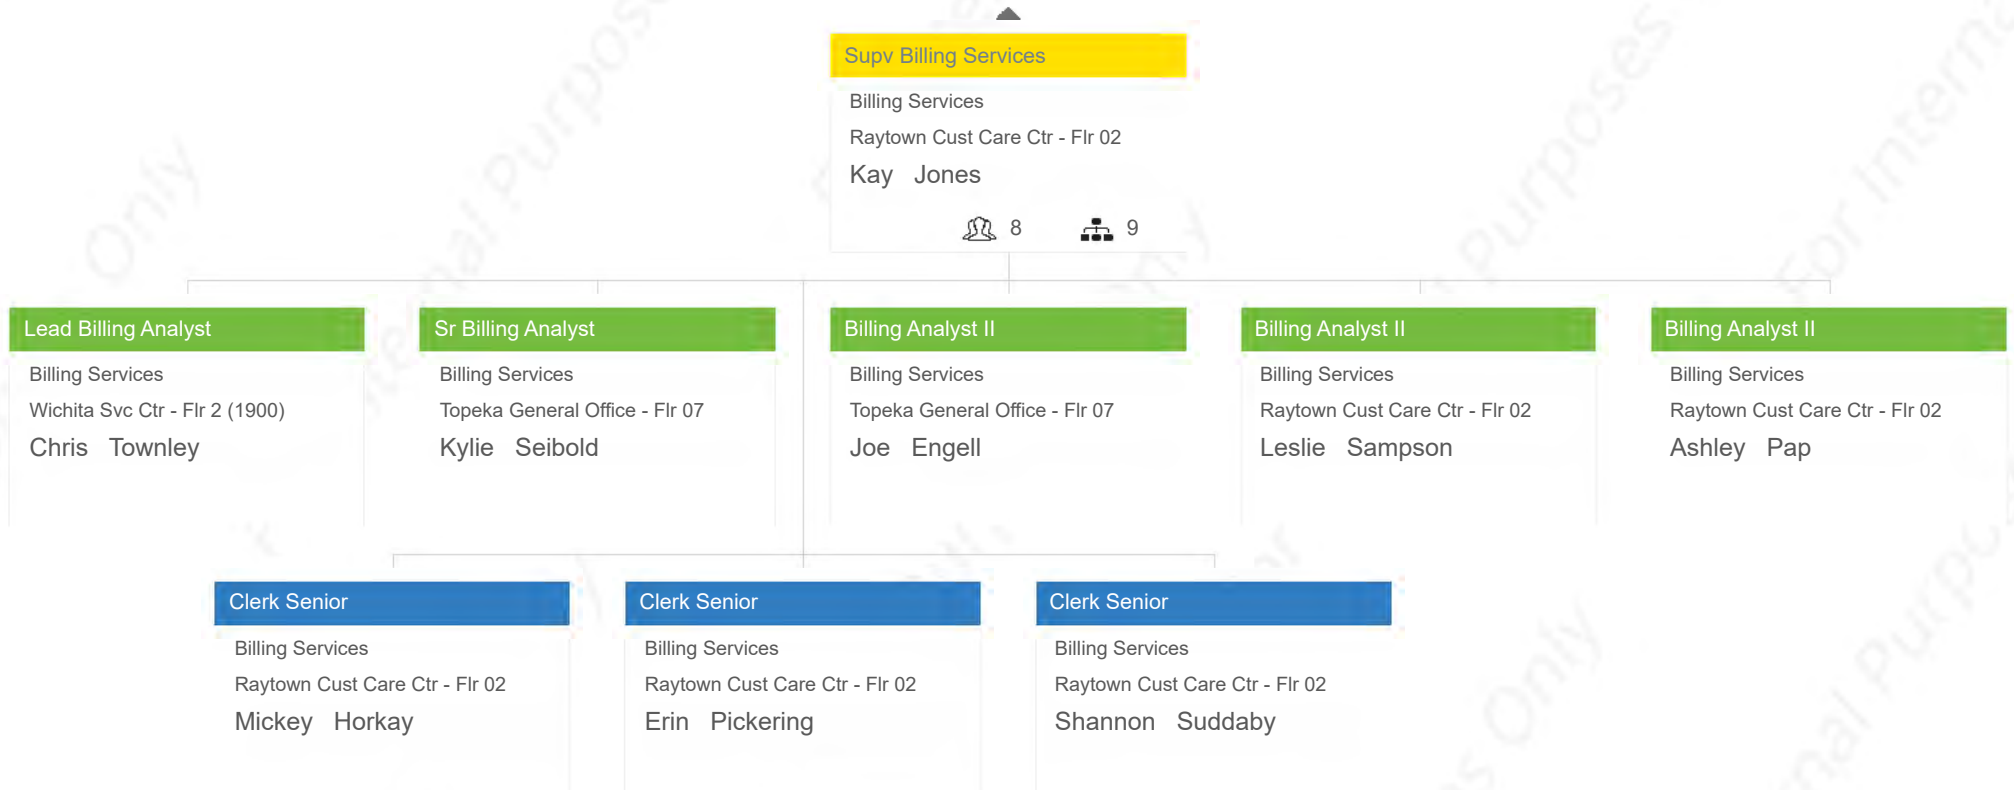 Supv Billing Services
Billing Services
Raytown Cust Care Ctr - Flr 02
Kay Jones
8 9
Lead Billing Analyst
Billing Services
Wichita Svc Ctr - Flr 2 (1900)
Chris Townley
Sr Billing Analyst
Billing Services
Topeka General Office - Flr 07
Kylie Seibold
Billing Analyst II
Billing Services
Topeka General Office - Flr 07
Joe Engell
Billing Analyst II
Billing Services
Raytown Cust Care Ctr - Flr 02
Leslie Sampson
Billing Analyst II
Billing Services
Raytown Cust Care Ctr - Flr 02
Ashley Pap
Clerk Senior
Billing Services
Raytown Cust Care Ctr - Flr 02
Mickey Horkay
Clerk Senior
Billing Services
Raytown Cust Care Ctr - Flr 02
Erin Pickering
Clerk Senior
Billing Services
Raytown Cust Care Ctr - Flr 02
Shannon Suddaby